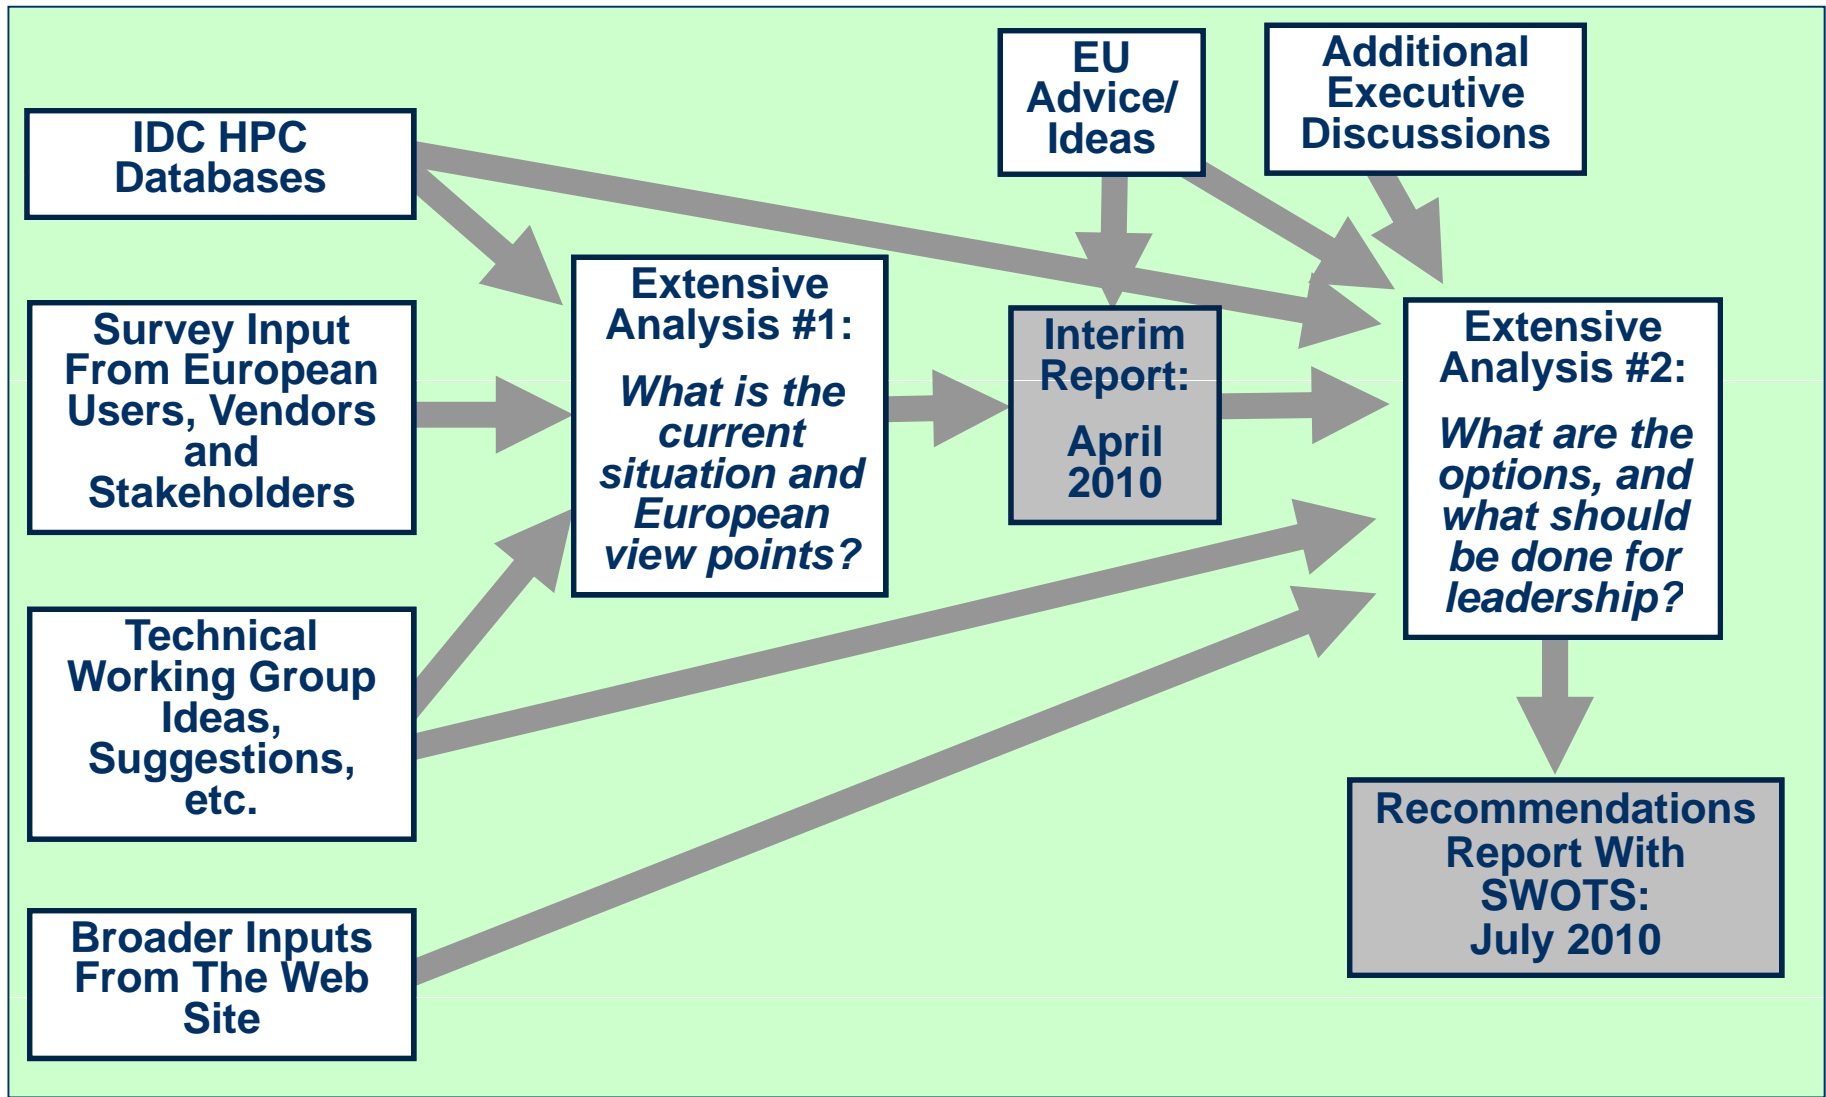 IDC HPC
Databases
Survey Input
From European
Users, Vendors
and
Stakeholders
Technical
Working Group
Ideas,
Suggestions,
etc.
Broader Inputs
From The Web
Site
Extensive
Analysis #1:
What is the
current
situation and
European
view points?
EU
Advice/
Ideas
Additional
Executive
Discussions
Interim
Report:
April
2010
Extensive
Analysis #2:
What are the
options, and
what should
be done for
leadership?
Recommendations
Report With
SWOTS:
July 2010